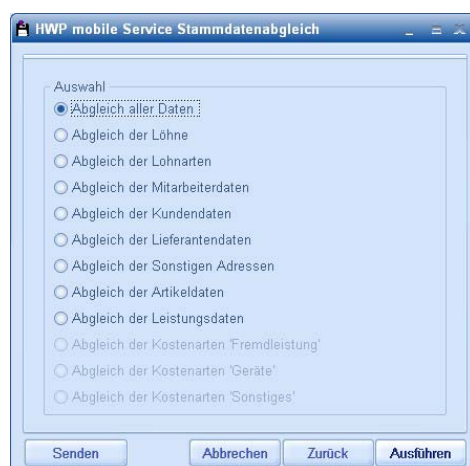 HWP mobile Service Stammdatenabgleich
Auswahl
Abgleich aller Daten
Abgleich der Löhne
Abgleich der Lohnarten
Abgleich der Mitarbeiterdaten
Abgleich der Kundendaten
Abgleich der Lieferantendaten
Abgleich der Sonstigen Adressen
Abgleich der Artikeldaten
Abgleich der Leistungsdaten
Abgleich der Kostenarten 'Fremdleistung'
Abgleich der Kostenarten 'Geräte'
Abgleich der Kostenarten 'Sonstiges'
Senden Abbrechen Zurück Ausführen